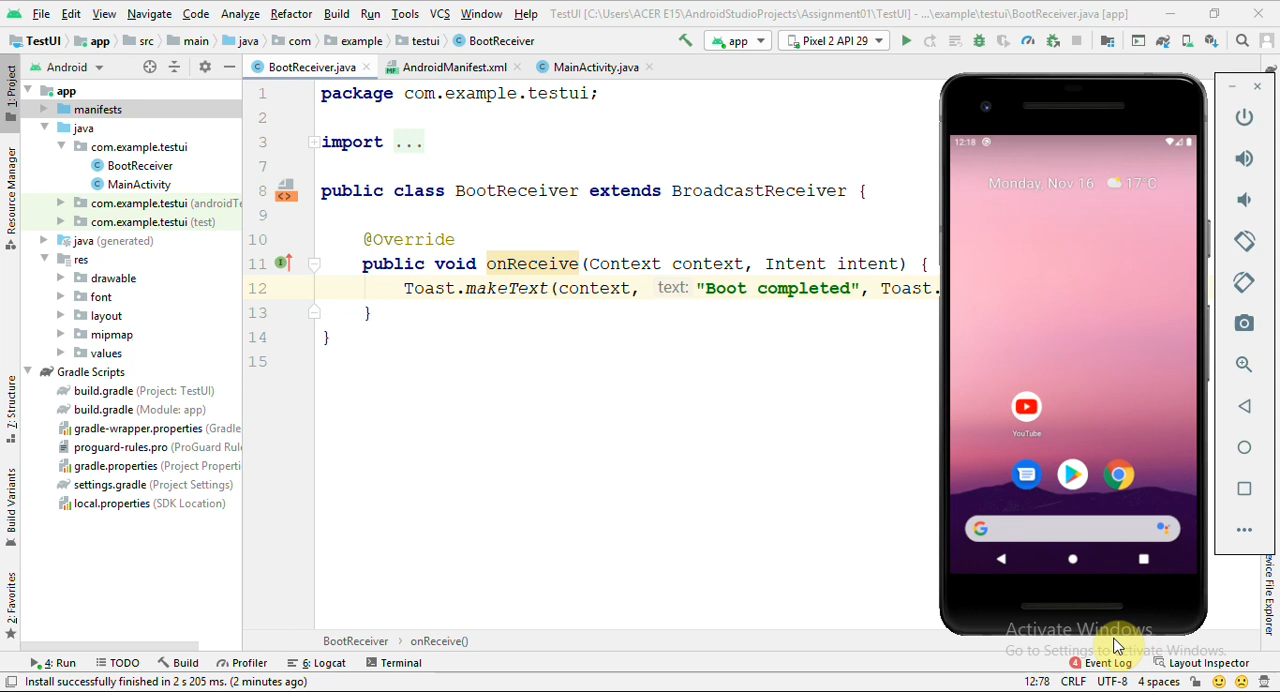 File Edit View Navigate Code Analyze Refactor Build Run Tools VCS Window Help TestUI [C:\Users\ACER E15\AndroidStudioProjects\Assignment01\TestUI] - ...\example\testui\BootReceiver.java [app]
TestUI app src main java com example testui BootReceiver app Pixel 2 API 29
Android BootReceiver.java AndroidManifest.xml MainActivity.java
1: Project
Resource Manager
Z: Structure
Build Variants
2: Favorites
app
manifests
java
com.example.testui
BootReceiver
MainActivity
com.example.testui (androidTe
com.example.testui (test)
java (generated)
res
drawable
font
layout
mipmap
values
Gradle Scripts
build.gradle (Project: TestUI)
build.gradle (Module: app)
gradle-wrapper.properties (Gradle
proguard-rules.pro (ProGuard Rul
gradle.properties (Project Properti
settings.gradle (Project Settings)
local.properties (SDK Location)
1 package com.example.testui;
2
3 import ...
7
8 public class BootReceiver extends BroadcastReceiver {
9
10 @Override
11 public void onReceive(Context context, Intent intent) {
12 Toast.makeText(context, text: "Boot completed", Toast.
13 }
14 }
15
BootReceiver › onReceive()
12:18
Monday, Nov 16 17°C
YouTube
Activate Windows
Go to Settings to activate Windows.
Device File Explorer
4: Run TODO Build Profiler 6: Logcat Terminal 4 Event Log Layout Inspector
Install successfully finished in 2 s 205 ms. (2 minutes ago) 12:78 CRLF UTF-8 4 spaces